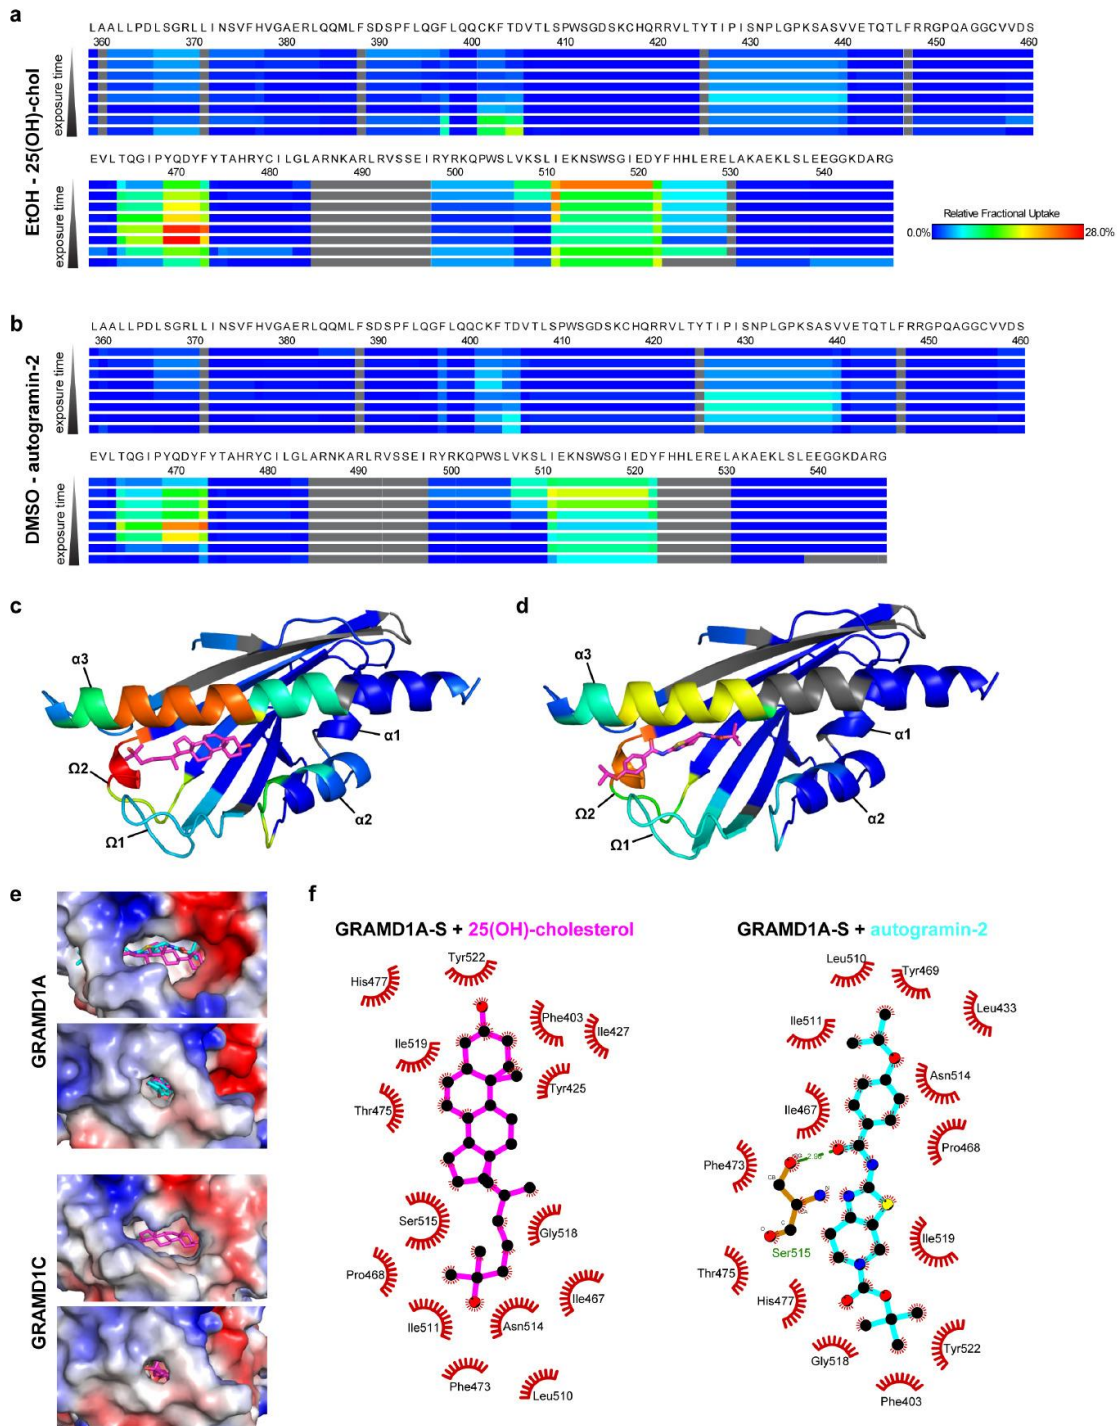 a
LAALLPDLSGRLLINSVFHVGAERLQQMLFSDSPFLQGFLQQCKFTDVTLSPWSGDSKCHQRRVLTYTIPISNPLGPKSASVVETQTLFRRGPQAGGCVVDS
360 370 380 390 400 410 420 430 440 450 460
exposure time
EtOH - 25(OH)-chol
EVLTQGIPYQDYFYTAHRYCILGLARNKARLRVSSEIRYRKQPWSLVKSLIEKNSWSGIEDYFHHLERELAKAEKLSLEEGGKDARG
470 480 490 500 510 520 530 540
exposure time
Relative Fractional Uptake
0.0% 28.0%
b
LAALLPDLSGRLLINSVFHVGAERLQQMLFSDSPFLQGFLQQCKFTDVTLSPWSGDSKCHQRRVLTYTIPISNPLGPKSASVVETQTLFRRGPQAGGCVVDS
360 370 380 390 400 410 420 430 440 450 460
exposure time
DMSO - autogramin-2
EVLTQGIPYQDYFYTAHRYCILGLARNKARLRVSSEIRYRKQPWSLVKSLIEKNSWSGIEDYFHHLERELAKAEKLSLEEGGKDARG
470 480 490 500 510 520 530 540
exposure time
c
α3
α1
Ω2
Ω1
α2
d
α3
α1
Ω2
Ω1
α2
e
GRAMD1A
GRAMD1C
f
GRAMD1A-S + 25(OH)-cholesterol
Tyr522
His477
Phe403
Ile427
Ile519
Tyr425
Thr475
Ser515
Gly518
Pro468
Ile467
Ile511
Asn514
Phe473
Leu510
GRAMD1A-S + autogramin-2
Leu510
Tyr469
Leu433
Ile511
Asn514
Ile467
Pro468
Phe473
Ser515
Ile519
Thr475
His477
Gly518
Tyr522
Phe403